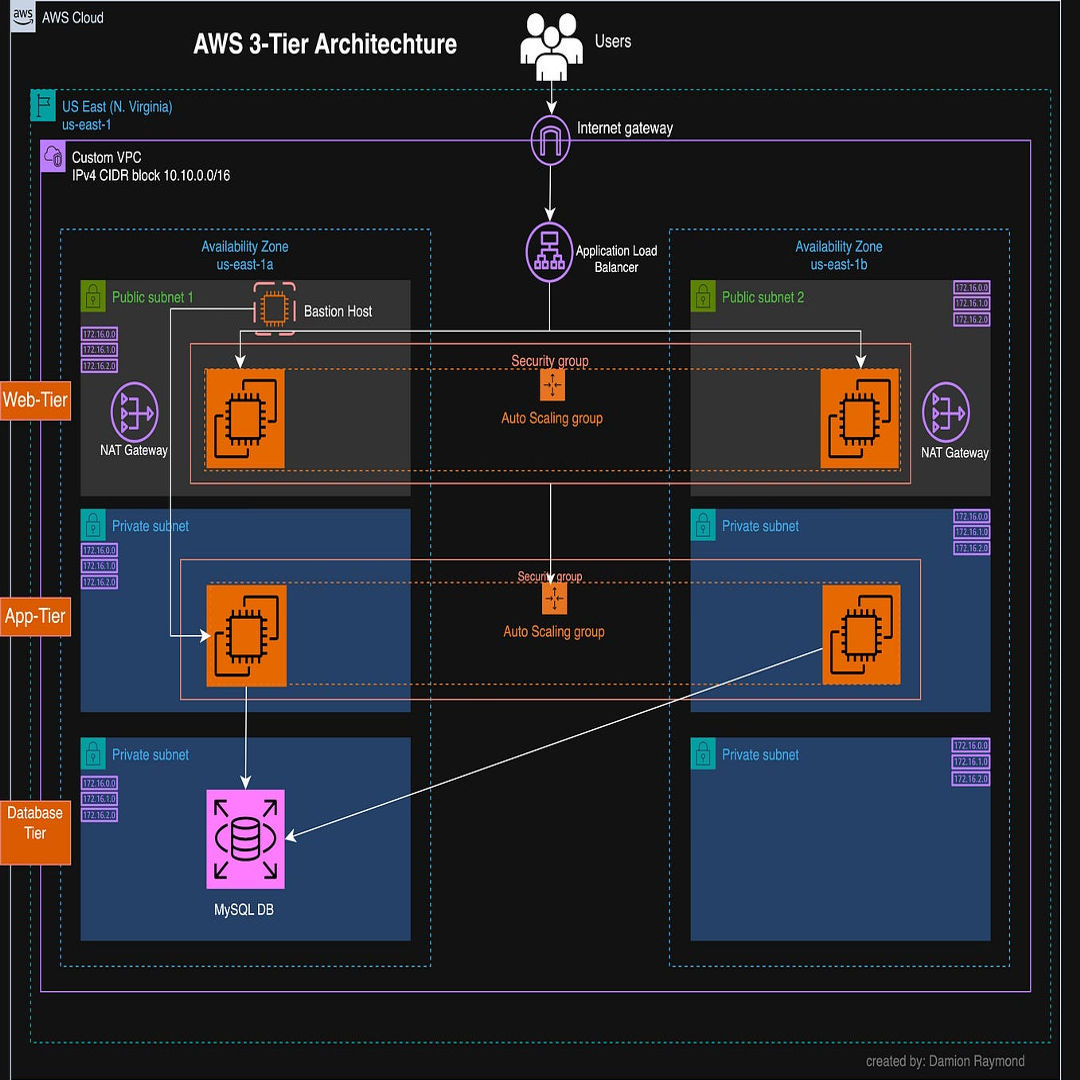 aws
AWS Cloud
AWS 3-Tier Architechture
Users
US East (N. Virginia)
us-east-1
Internet gateway
Custom VPC
IPv4 CIDR block 10.10.0.0/16
Availability Zone
us-east-1a
Application Load
Balancer
Availability Zone
us-east-1b
Public subnet 1
Bastion Host
Public subnet 2
172.16.0.0
172.16.1.0
172.16.2.0
172.16.0.0
172.16.1.0
172.16.2.0
Security group
Auto Scaling group
Web-Tier
NAT Gateway
NAT Gateway
Private subnet
172.16.0.0
172.16.1.0
172.16.2.0
Private subnet
172.16.0.0
172.16.1.0
172.16.2.0
Security group
Auto Scaling group
App-Tier
Private subnet
172.16.0.0
172.16.1.0
172.16.2.0
Private subnet
172.16.0.0
172.16.1.0
172.16.2.0
Database
Tier
MySQL DB
created by: Damion Raymond